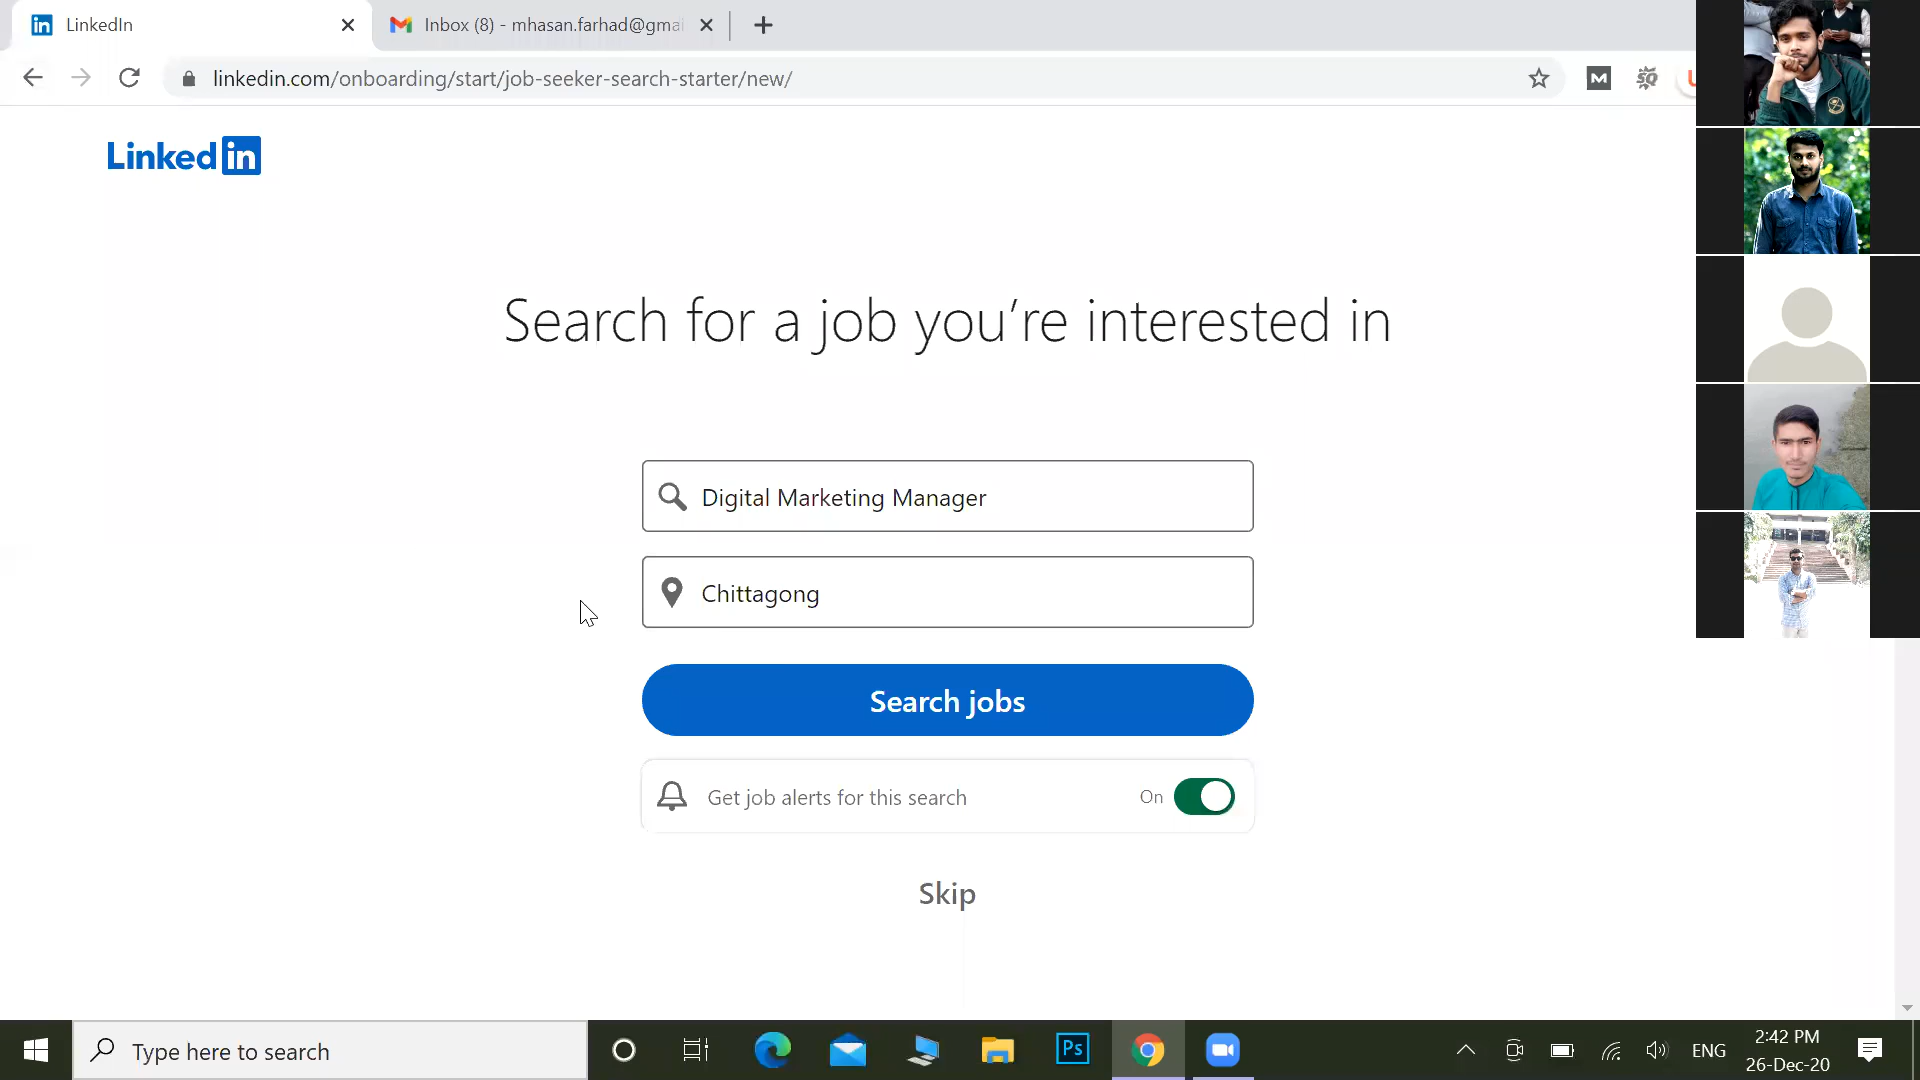 LinkedIn
Inbox (8) - mhasan.farhad@gmai
linkedin.com/onboarding/start/job-seeker-search-starter/new/
Linked in
Search for a job you’re interested in
Digital Marketing Manager
Chittagong
Search jobs
Get job alerts for this search On
Skip
Type here to search
Ps
ENG
2:42 PM
26-Dec-20